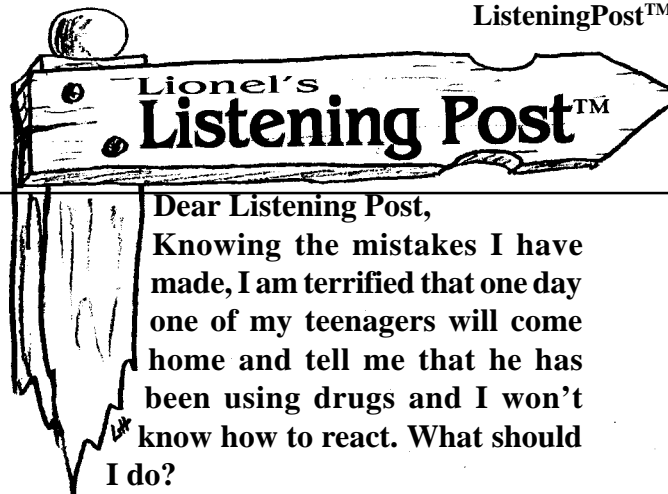 ListeningPost™
Lionel's
Listening Post™
Dear Listening Post,
Knowing the mistakes I have
made, I am terrified that one day
one of my teenagers will come
home and tell me that he has
been using drugs and I won't
know how to react. What should
I do?